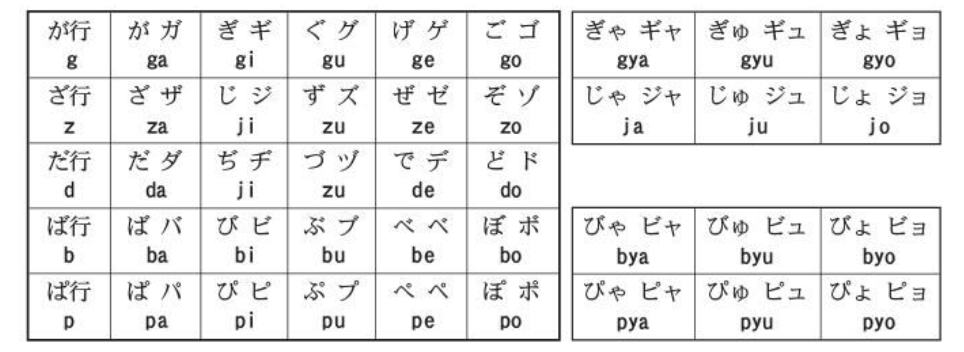 が行 が ガ ぎ ギ ぐ グ げ ゲ ご ゴ ぎゃ ギャ ぎゅ ギュ ぎょ ギョ
g ga gi gu ge go gya gyu gyo
ざ行 ざ ザ じ ジ ず ズ ぜ ゼ ぞ ゾ じゃ ジャ じゅ ジュ じょ ジョ
z za ji zu ze zo ja ju jo
だ行 だ ダ ぢ ヂ づ ヅ で デ ど ド
d da ji zu de do
ば行 ば バ び ビ ぶ ブ べ ベ ぼ ボ びゃ ビャ びゅ ビュ びょ ビョ
b ba bi bu be bo bya byu byo
ぱ行 ぱ パ ぴ ピ ぷ プ ぺ ペ ぽ ポ ぴゃ ピャ ぴゅ ピュ ぴょ ピョ
p pa pi pu pe po pya pyu pyo